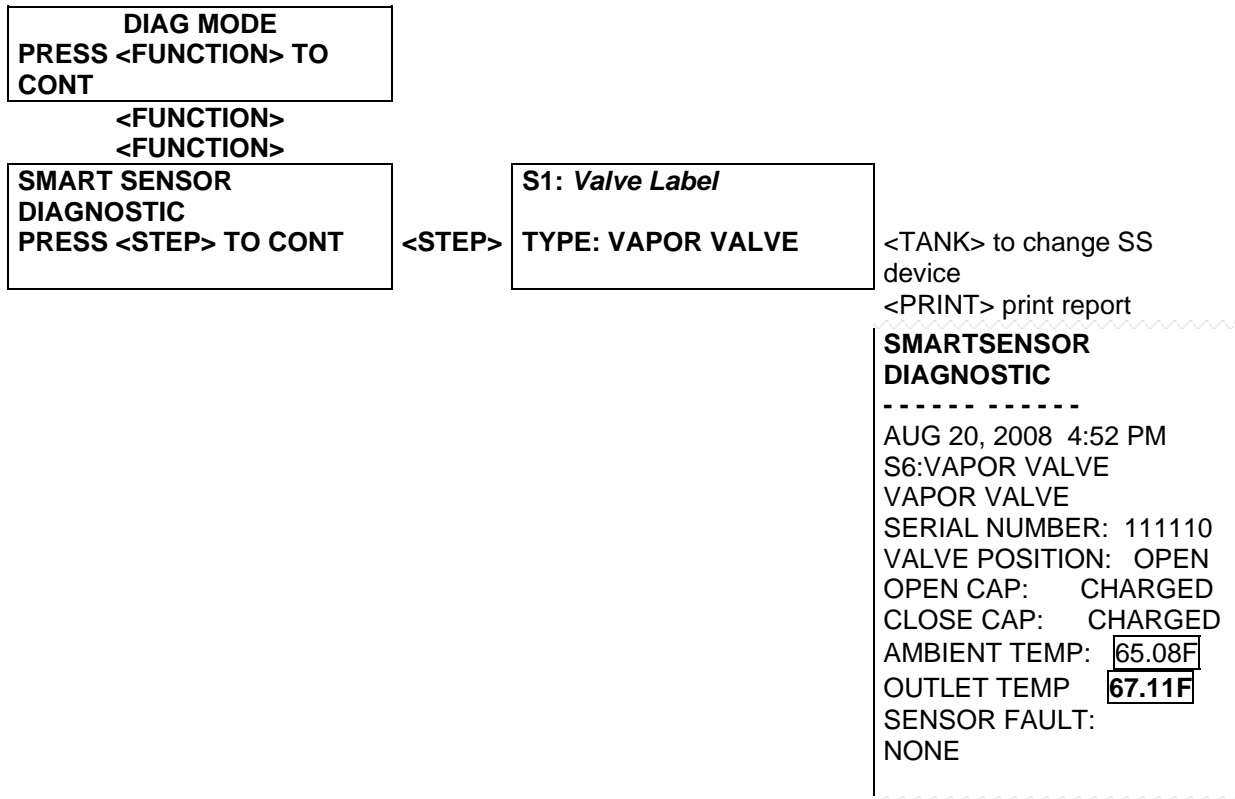 DIAG MODE
PRESS <FUNCTION> TO
CONT
<FUNCTION>
<FUNCTION>
SMART SENSOR
DIAGNOSTIC
PRESS <STEP> TO CONT
<STEP>
S1: Valve Label
TYPE: VAPOR VALVE
<TANK> to change SS
device
<PRINT> print report
SMARTSENSOR
DIAGNOSTIC
- - - - - - - - - - - -
AUG 20, 2008 4:52 PM
S6:VAPOR VALVE
VAPOR VALVE
SERIAL NUMBER: 111110
VALVE POSITION: OPEN
OPEN CAP: CHARGED
CLOSE CAP: CHARGED
AMBIENT TEMP: 65.08F
OUTLET TEMP 67.11F
SENSOR FAULT:
NONE